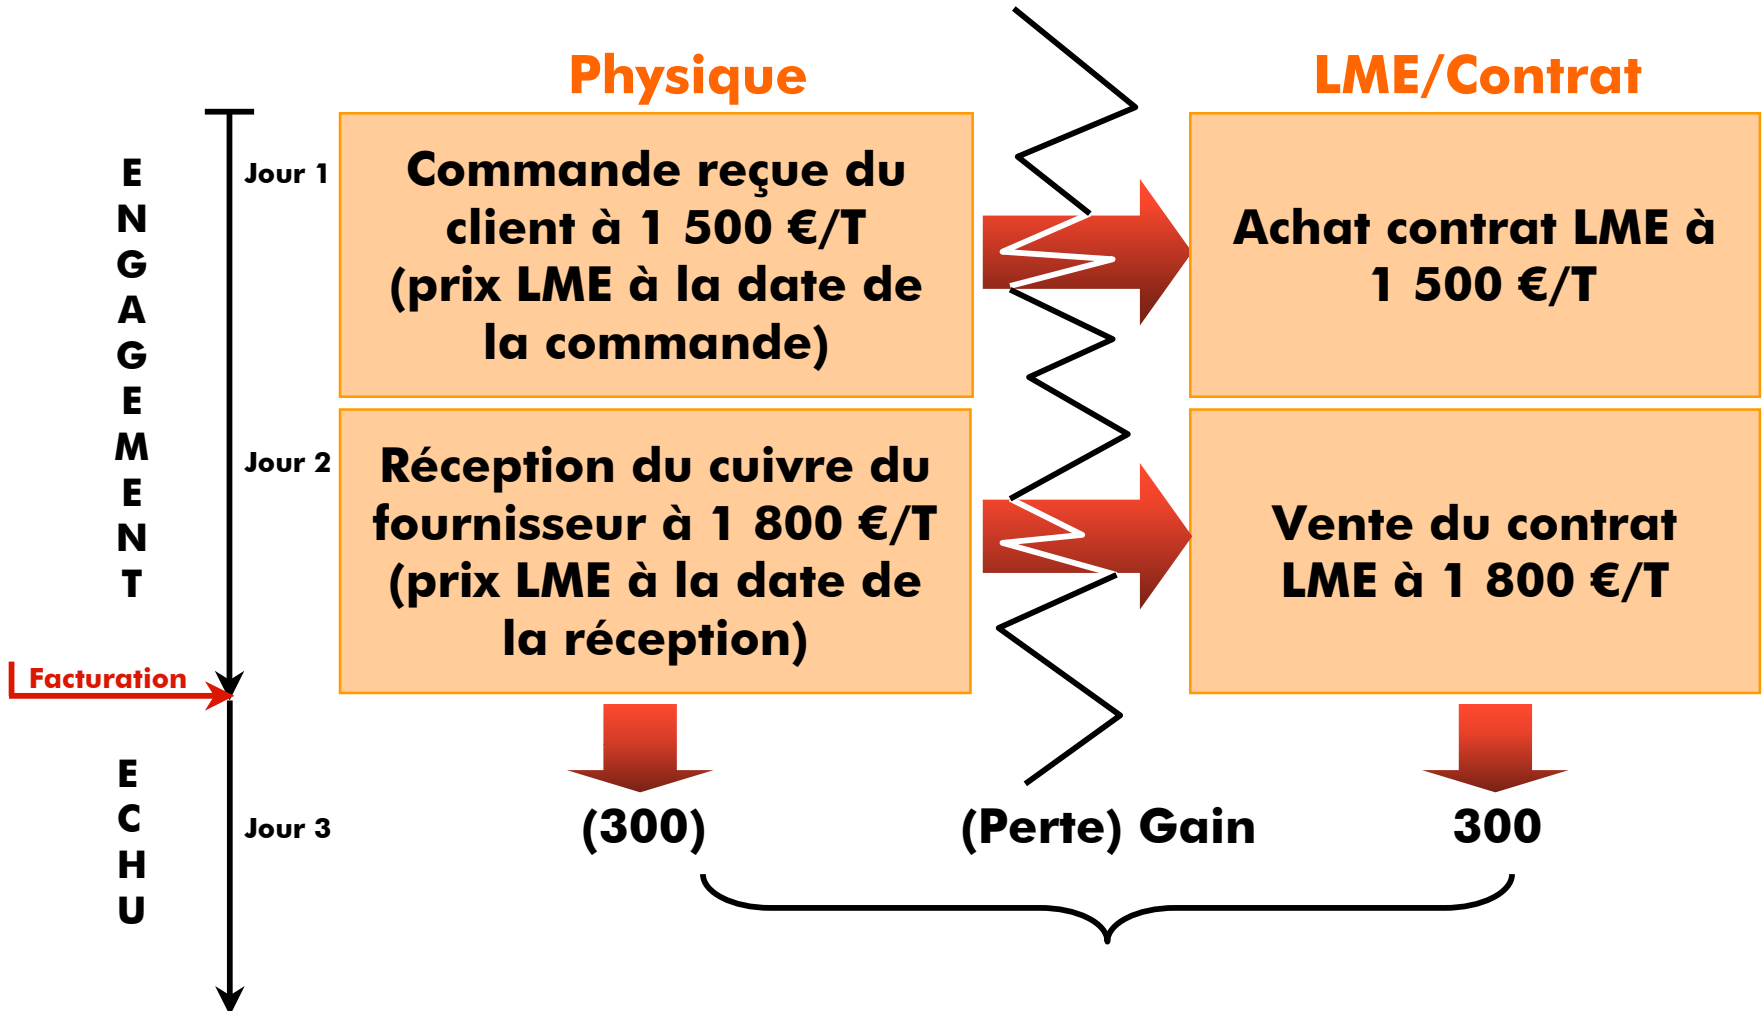 Physique
LME/Contrat
ENGAGEMENT
Jour 1
Commande reçue du
client à 1 500 €/T
(prix LME à la date de
la commande)
Achat contrat LME à
1 500 €/T
Jour 2
Réception du cuivre du
fournisseur à 1 800 €/T
(prix LME à la date de
la réception)
Vente du contrat
LME à 1 800 €/T
Facturation
ECHU
Jour 3
(300)
(Perte) Gain
300